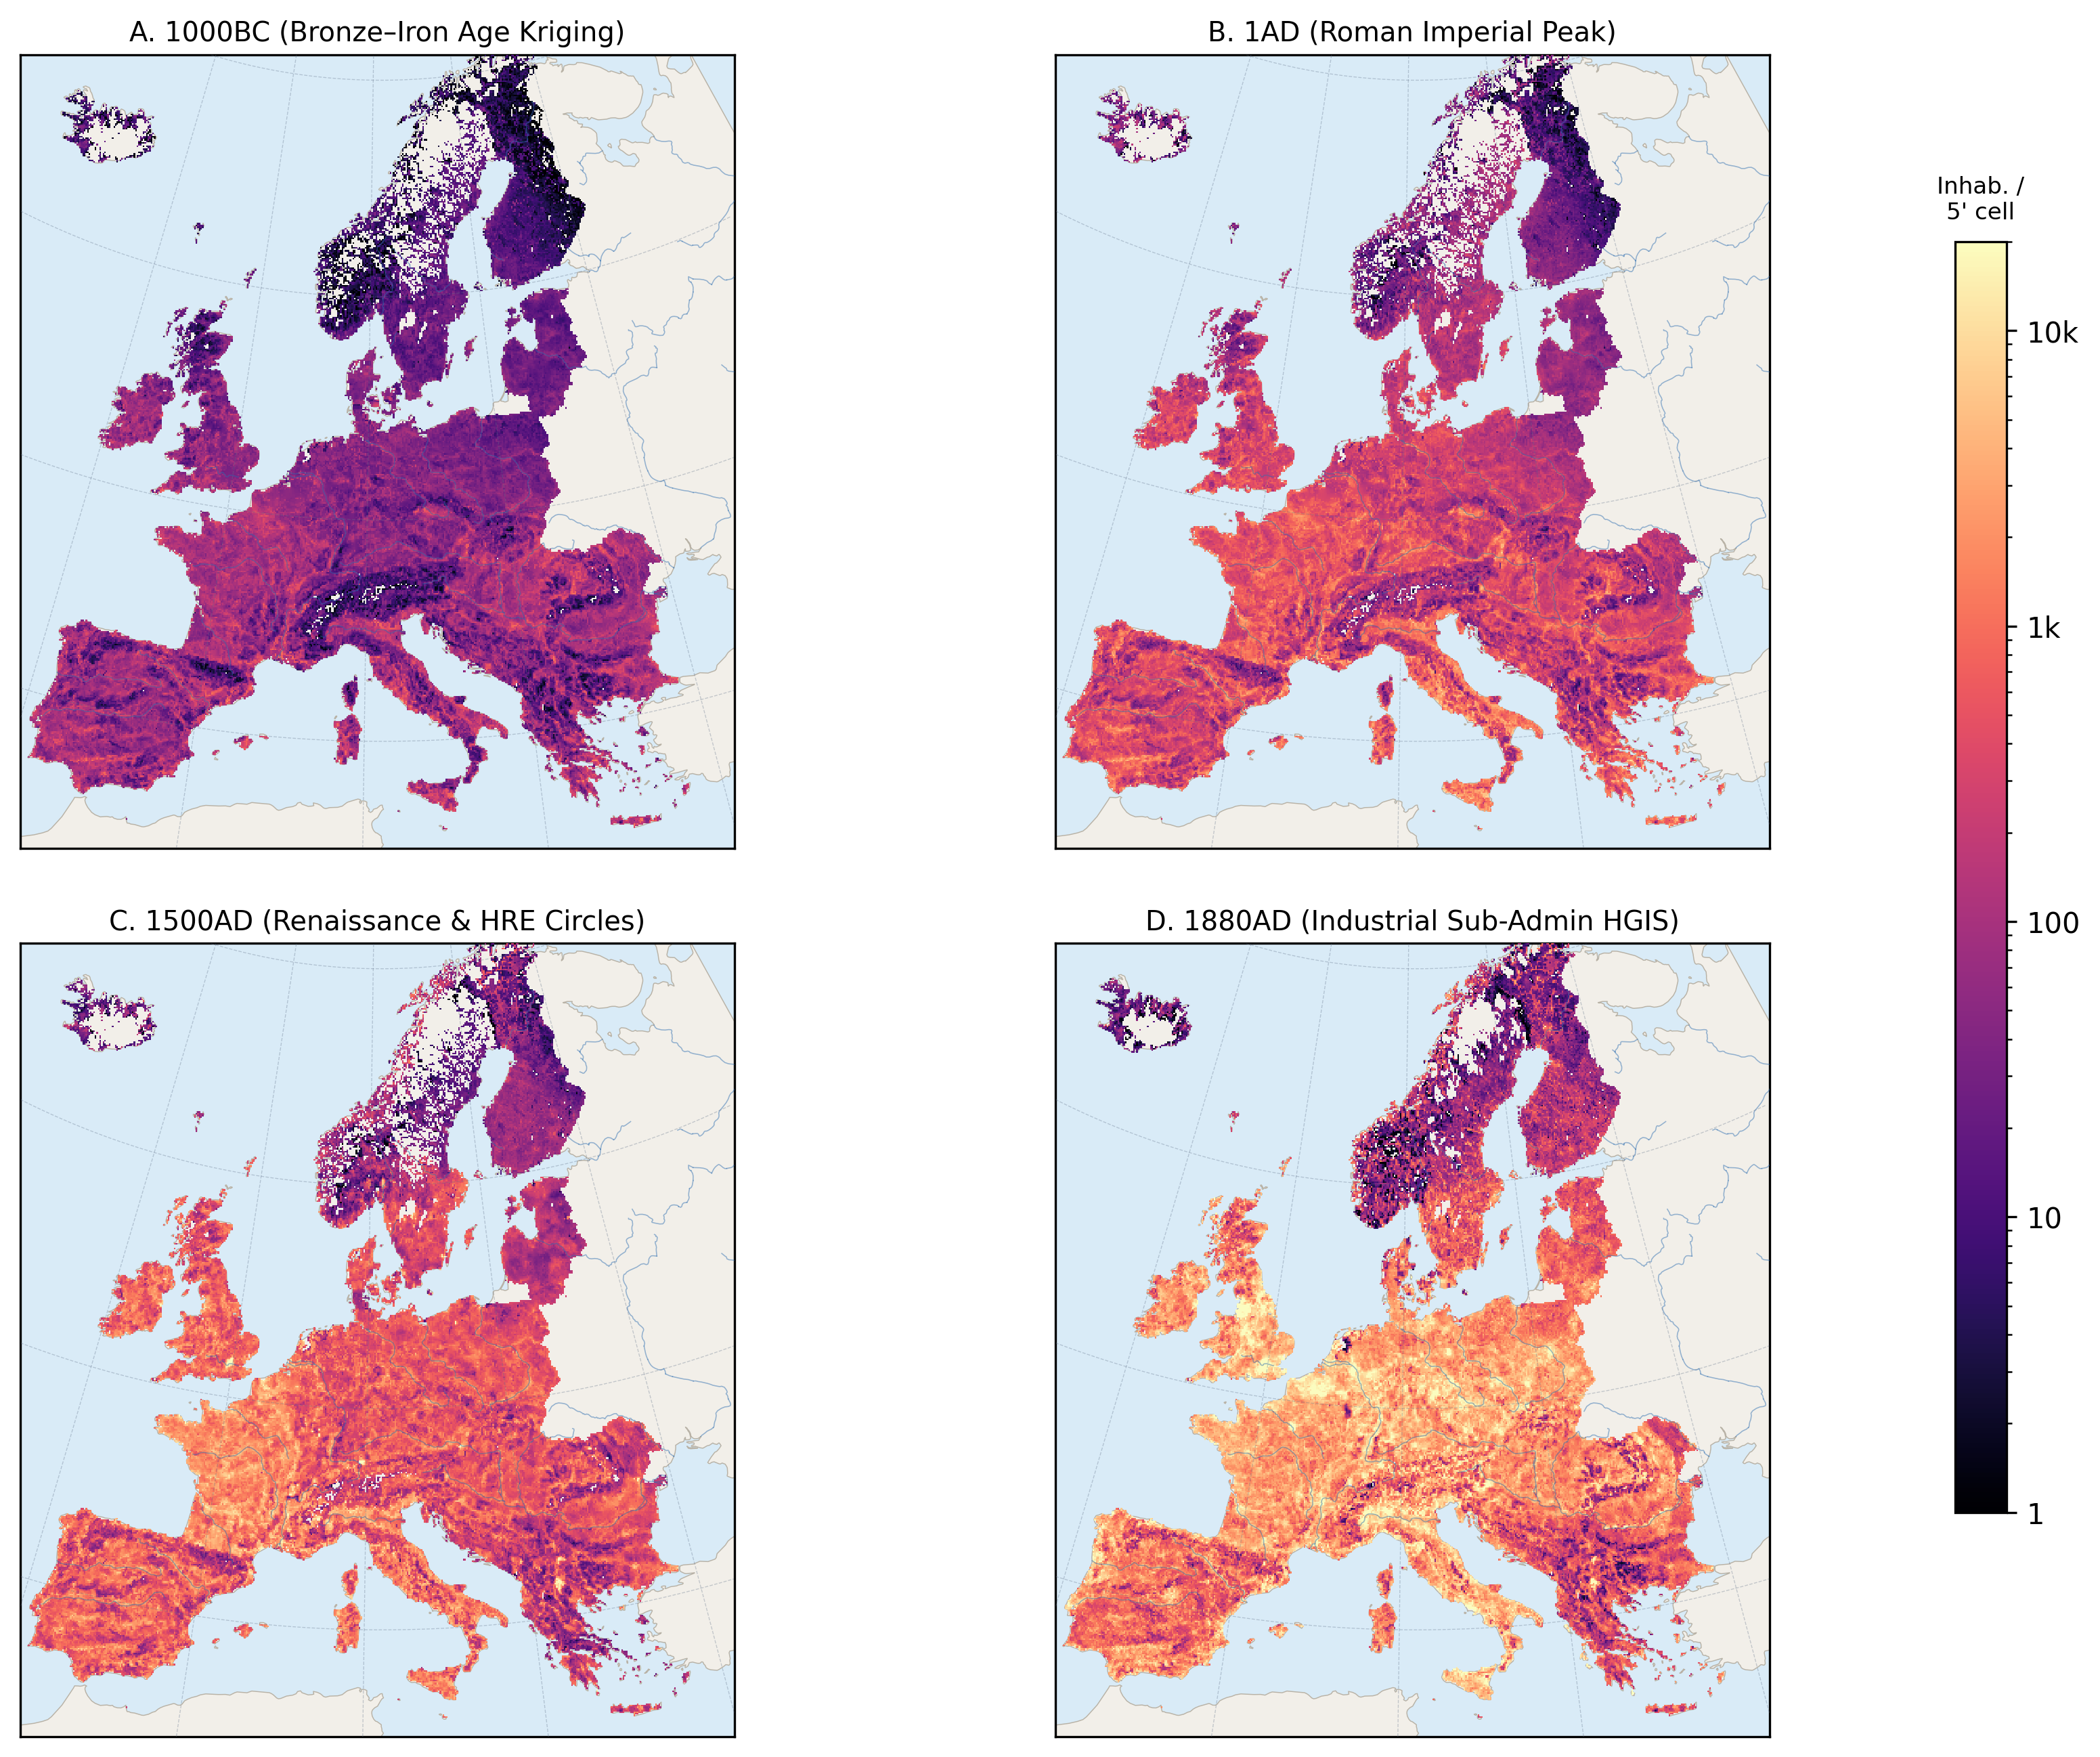 A. 1000BC (Bronze–Iron Age Kriging)
B. 1AD (Roman Imperial Peak)
Inhab. /
5' cell
10k
1k
100
10
1
C. 1500AD (Renaissance & HRE Circles)
D. 1880AD (Industrial Sub-Admin HGIS)